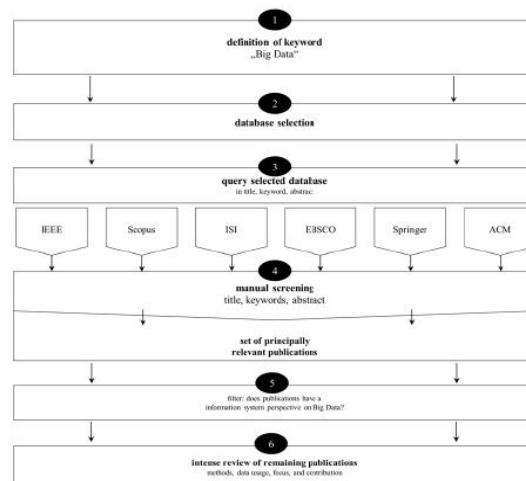 1
definition of keyword
„Big Data”
2
database selection
3
query selected database
in title, keyword, abstrac
IEEE
Scopus
ISI
EBSCO
Springer
ACM
4
manual screening
title, keywords, abstract
set of principally
relevant publications
5
filter: does publications have a
information system perspective on Big Data?
6
intense review of remaining publications
methods, data usage, focus, and contribution